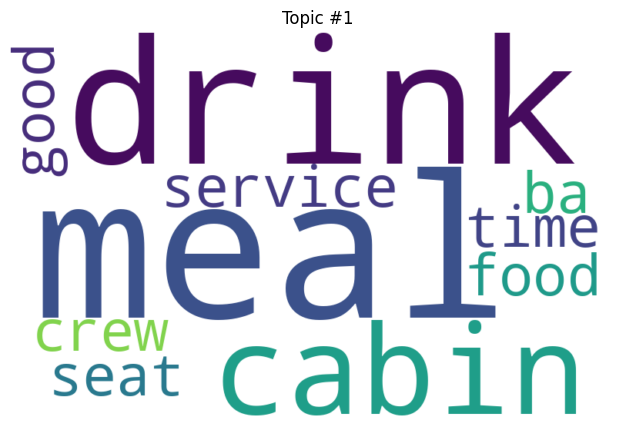 Topic #1
good
drink
service
ba
meal
time
food
crew
seat
cabin